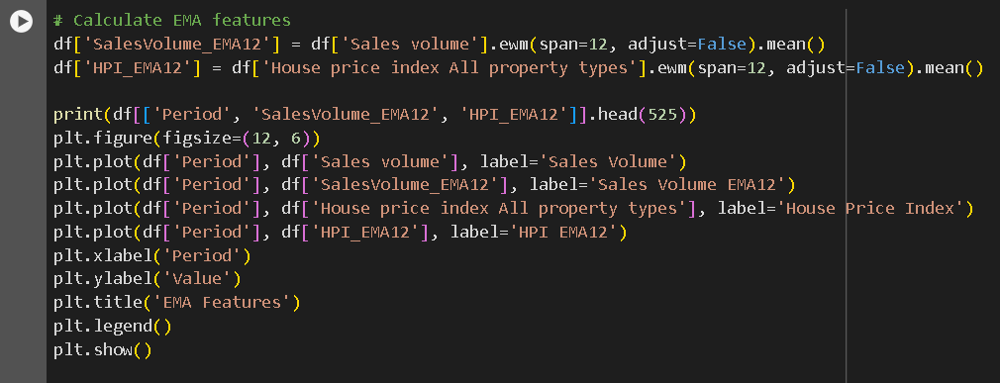 # Calculate EMA features
df['SalesVolume_EMA12'] = df['Sales volume'].ewm(span=12, adjust=False).mean()
df['HPI_EMA12'] = df['House price index All property types'].ewm(span=12, adjust=False).mean()
print(df[['Period', 'SalesVolume_EMA12', 'HPI_EMA12']].head(525))
plt.figure(figsize=(12, 6))
plt.plot(df['Period'], df['Sales volume'], label='Sales Volume')
plt.plot(df['Period'], df['SalesVolume_EMA12'], label='Sales Volume EMA12')
plt.plot(df['Period'], df['House price index All property types'], label='House Price Index')
plt.plot(df['Period'], df['HPI_EMA12'], label='HPI EMA12')
plt.xlabel('Period')
plt.ylabel('Value')
plt.title('EMA Features')
plt.legend()
plt.show()